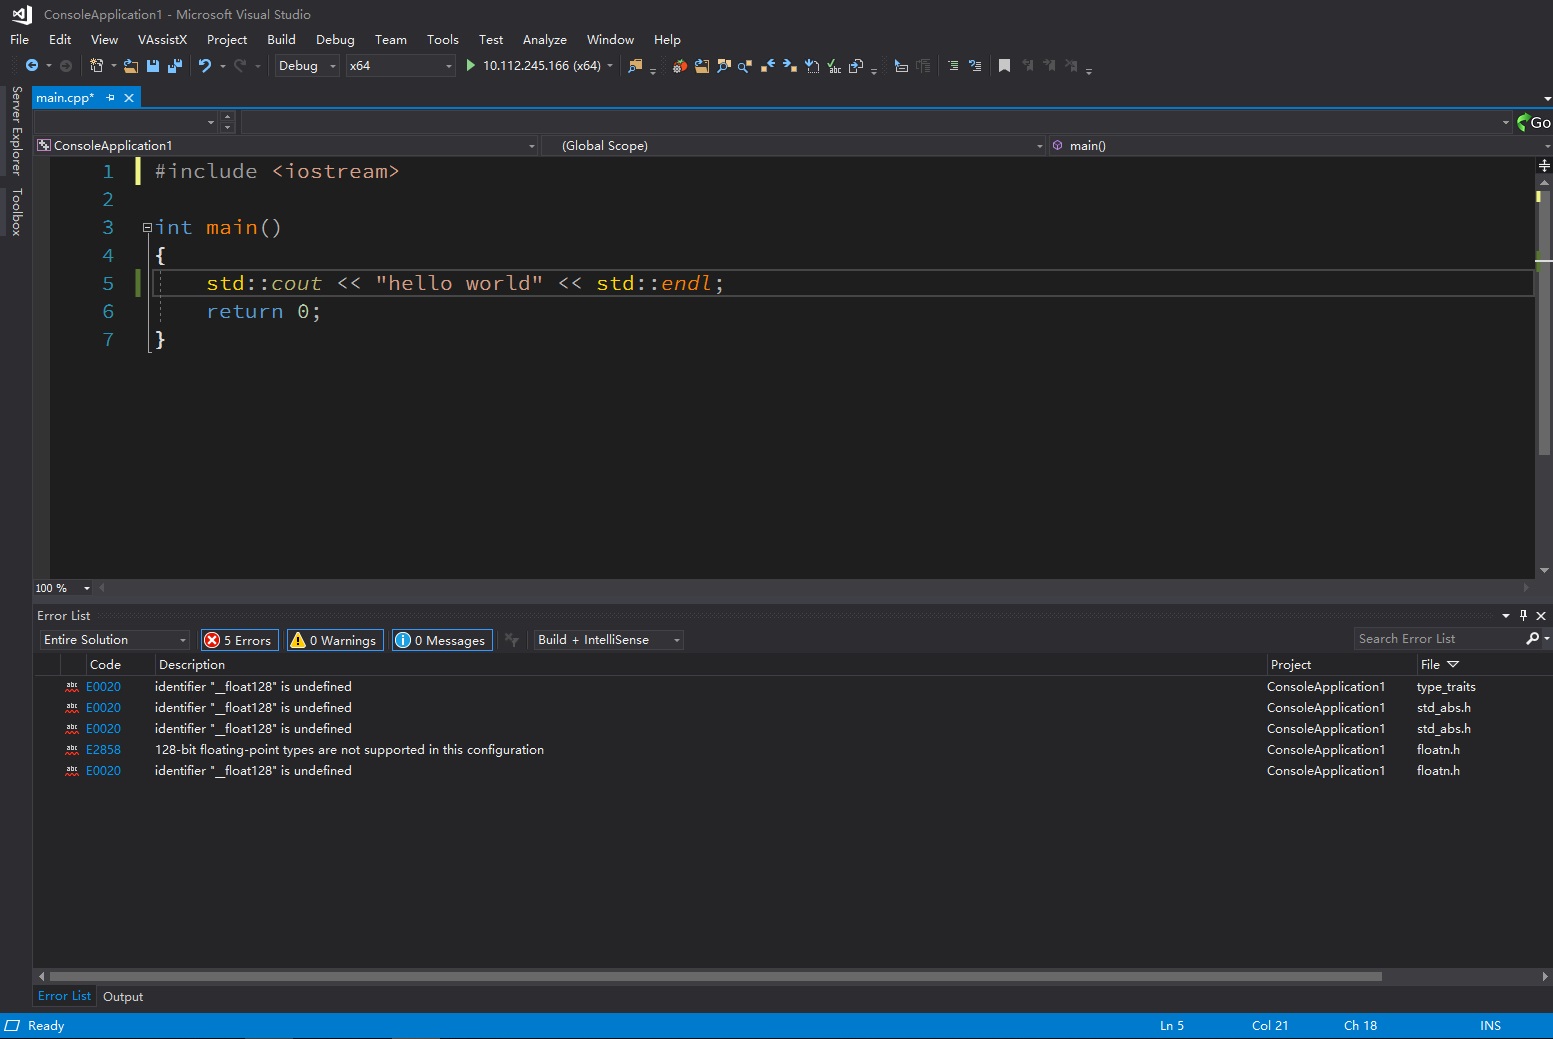 ConsoleApplication1 - Microsoft Visual Studio
File Edit View VAssistX Project Build Debug Team Tools Test Analyze Window Help
Debug x64 10.112.245.166 (x64)
Server Explorer
Toolbox
main.cpp*
Go
ConsoleApplication1 (Global Scope) main()
1 #include <iostream>
2
3 int main()
4 {
5 std::cout << "hello world" << std::endl;
6 return 0;
7 }
100 %
Error List
Entire Solution 5 Errors 0 Warnings 0 Messages Build + IntelliSense Search Error List
Code Description Project File
abc E0020 identifier "__float128" is undefined ConsoleApplication1 type_traits
abc E0020 identifier "__float128" is undefined ConsoleApplication1 std_abs.h
abc E0020 identifier "__float128" is undefined ConsoleApplication1 std_abs.h
abc E2858 128-bit floating-point types are not supported in this configuration ConsoleApplication1 floatn.h
abc E0020 identifier "__float128" is undefined ConsoleApplication1 floatn.h
Error List Output
Ready Ln 5 Col 21 Ch 18 INS